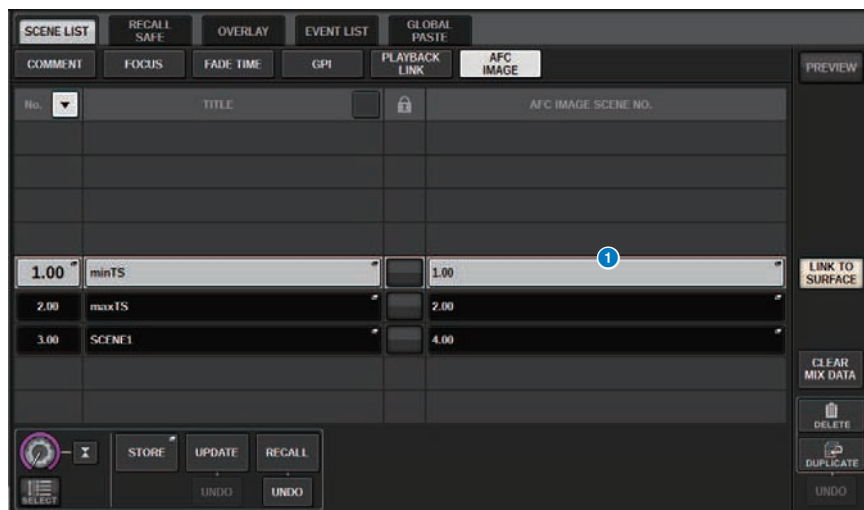 SCENE LIST
RECALL SAFE
OVERLAY
EVENT LIST
GLOBAL PASTE
COMMENT
FOCUS
FADE TIME
GPI
PLAYBACK LINK
AFC IMAGE
PREVIEW
No.
TITLE
AFC IMAGE SCENE NO.
1
1.00
minTS
1.00
LINK TO SURFACE
2.00
maxTS
2.00
3.00
SCENE1
4.00
CLEAR MIX DATA
DELETE
STORE
UPDATE
RECALL
DUPLICATE
SELECT
UNDO
UNDO
UNDO